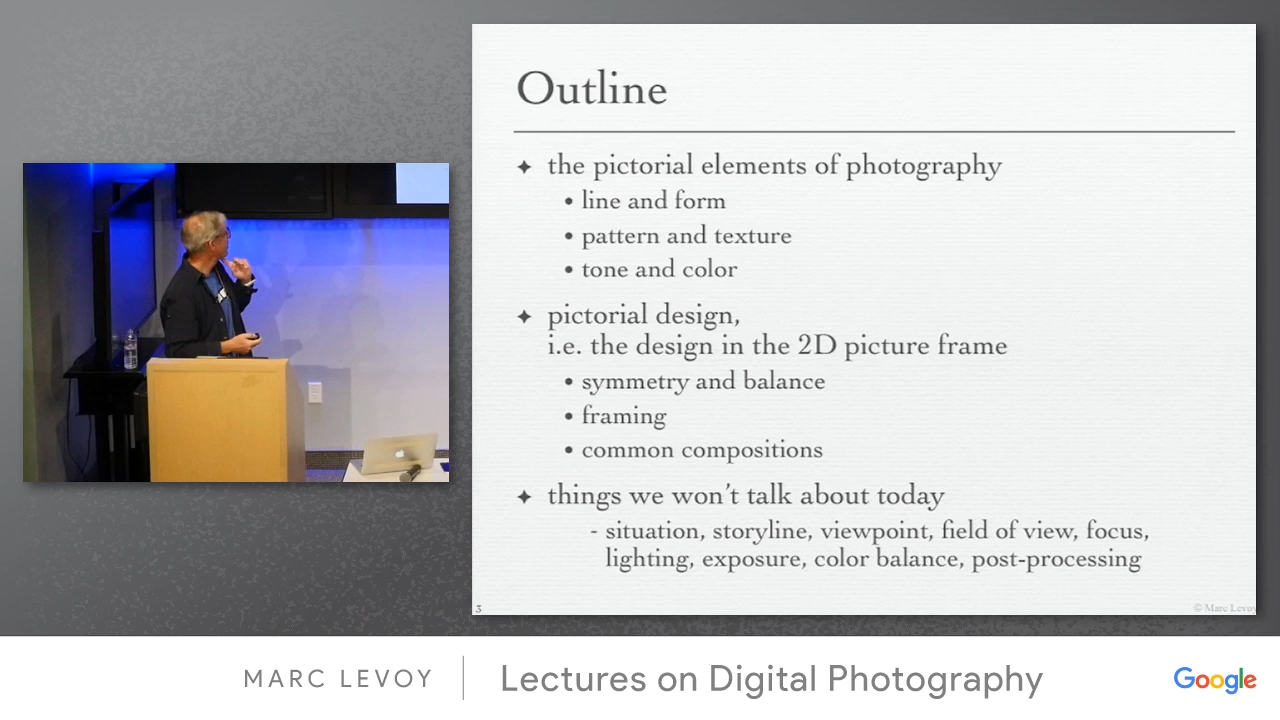 Outline
✦ the pictorial elements of photography
• line and form
• pattern and texture
• tone and color
✦ pictorial design,
i.e. the design in the 2D picture frame
• symmetry and balance
• framing
• common compositions
✦ things we won't talk about today
- situation, storyline, viewpoint, field of view, focus,
lighting, exposure, color balance, post-processing
3
© Marc Levoy
MARC LEVOY
Lectures on Digital Photography
Google